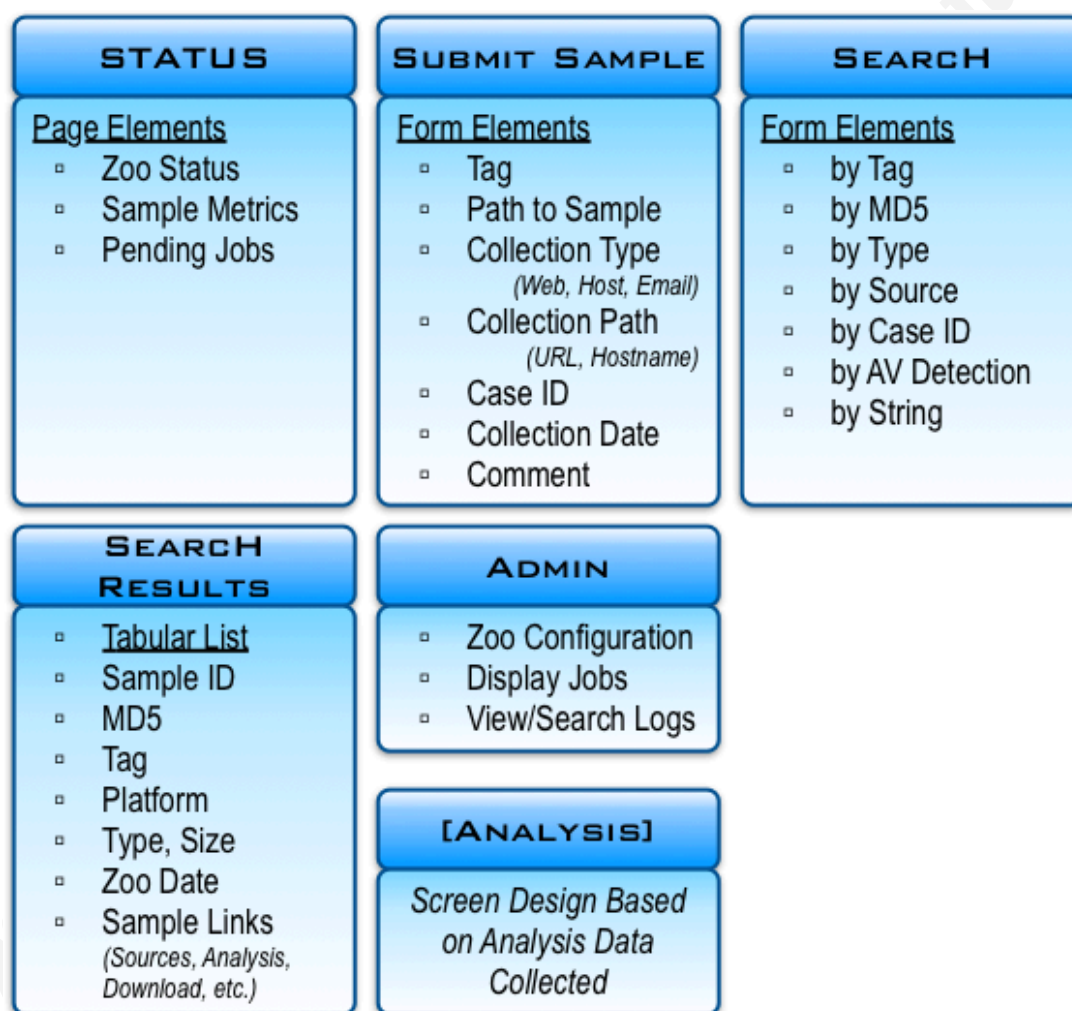 STATUS
Page Elements
▫ Zoo Status
▫ Sample Metrics
▫ Pending Jobs
SUBMIT SAMPLE
Form Elements
▫ Tag
▫ Path to Sample
▫ Collection Type
(Web, Host, Email)
▫ Collection Path
(URL, Hostname)
▫ Case ID
▫ Collection Date
▫ Comment
SEARCH
Form Elements
▫ by Tag
▫ by MD5
▫ by Type
▫ by Source
▫ by Case ID
▫ by AV Detection
▫ by String
SEARCH
RESULTS
▫ Tabular List
▫ Sample ID
▫ MD5
▫ Tag
▫ Platform
▫ Type, Size
▫ Zoo Date
▫ Sample Links
(Sources, Analysis,
Download, etc.)
ADMIN
▫ Zoo Configuration
▫ Display Jobs
▫ View/Search Logs
[ANALYSIS]
Screen Design Based
on Analysis Data
Collected